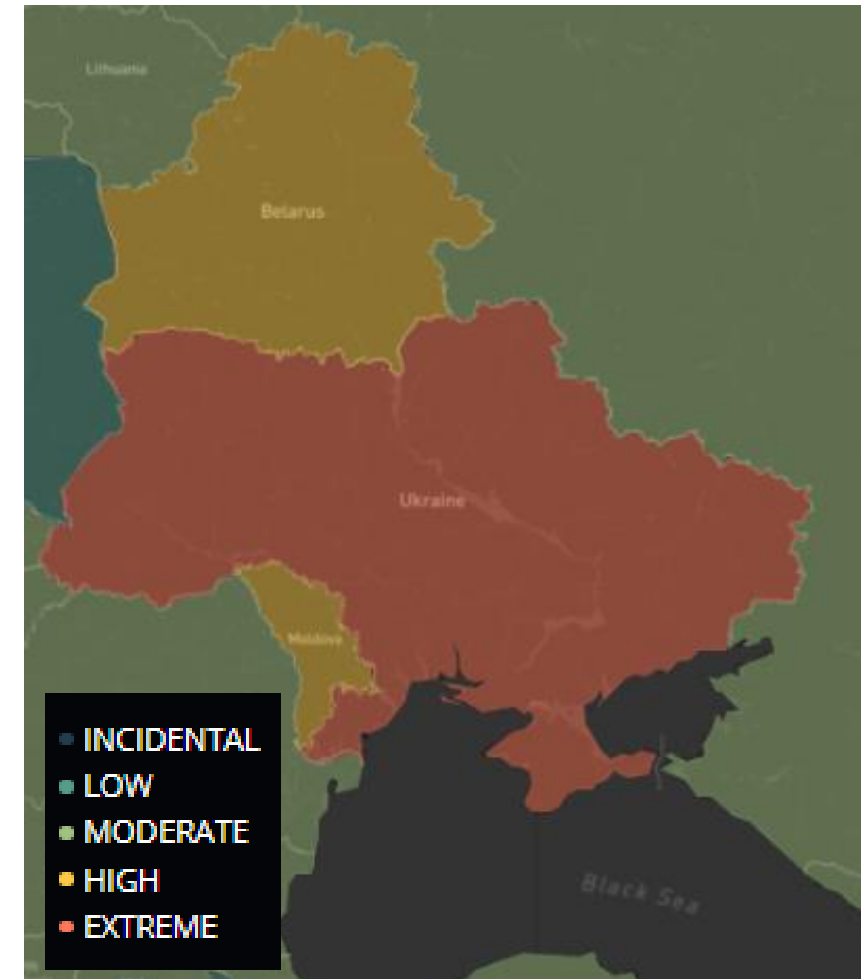 Lithuania
Belarus
Ukraine
Moldova
Black Sea
INCIDENTAL
LOW
MODERATE
HIGH
EXTREME